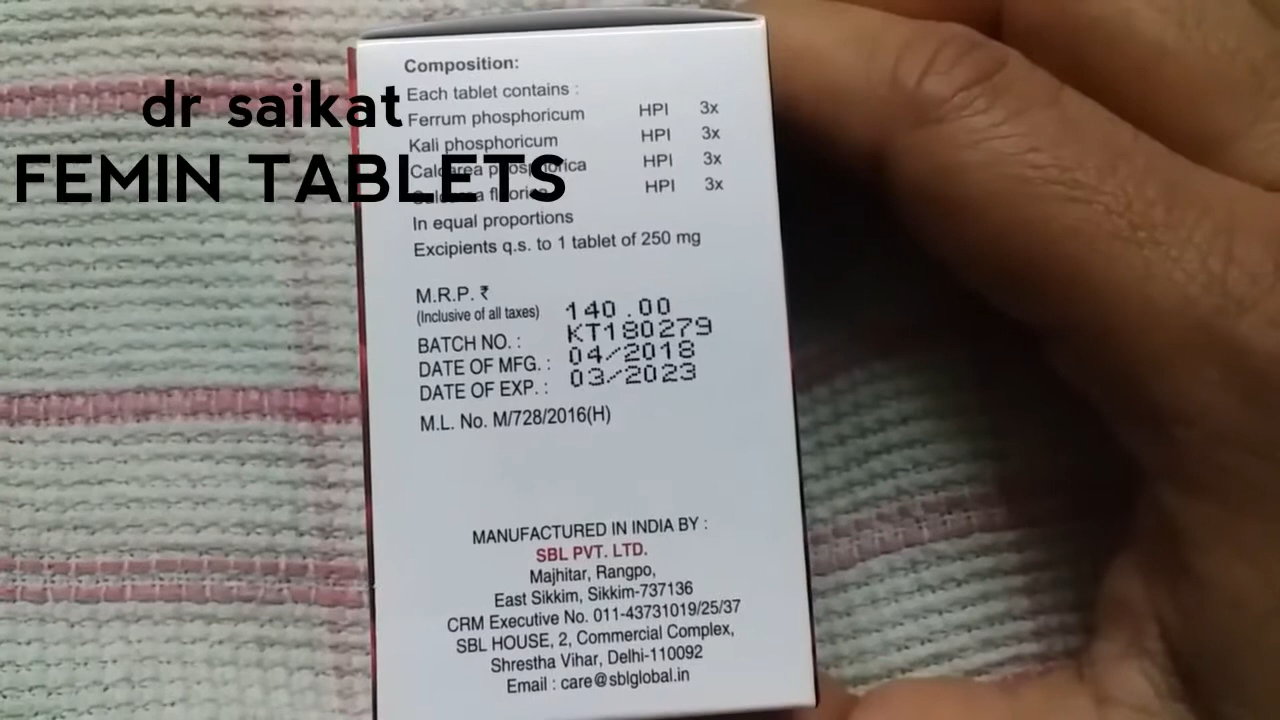 dr saikat
FEMIN TABLETS
Composition:
Each tablet contains :
Ferrum phosphoricum HPI 3x
Kali phosphoricum HPI 3x
Calcarea phosphorica HPI 3x
Calcarea fluorica HPI 3x
In equal proportions
Excipients q.s. to 1 tablet of 250 mg
M.R.P. ₹
(Inclusive of all taxes) 140.00
BATCH NO. : KT180279
DATE OF MFG. : 04/2018
DATE OF EXP. : 03/2023
M.L. No. M/728/2016(H)
MANUFACTURED IN INDIA BY :
SBL PVT. LTD.
Majhitar, Rangpo,
East Sikkim, Sikkim-737136
CRM Executive No. 011-43731019/25/37
SBL HOUSE, 2, Commercial Complex,
Shrestha Vihar, Delhi-110092
Email : care@sblglobal.in